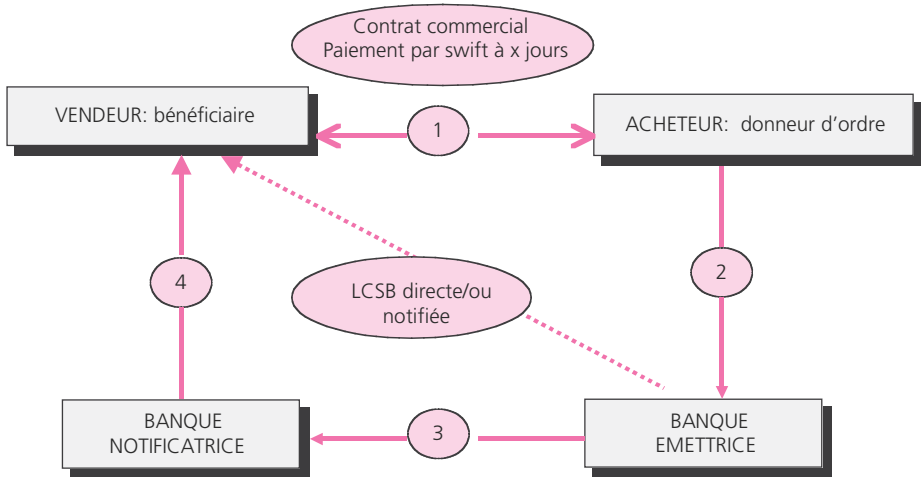 Contrat commercial
Paiement par swift à x jours
VENDEUR: bénéficiaire
1
ACHETEUR: donneur d'ordre
4
LCSB directe/ou
notifiée
2
BANQUE
NOTIFICATRICE
3
BANQUE
EMETTRICE